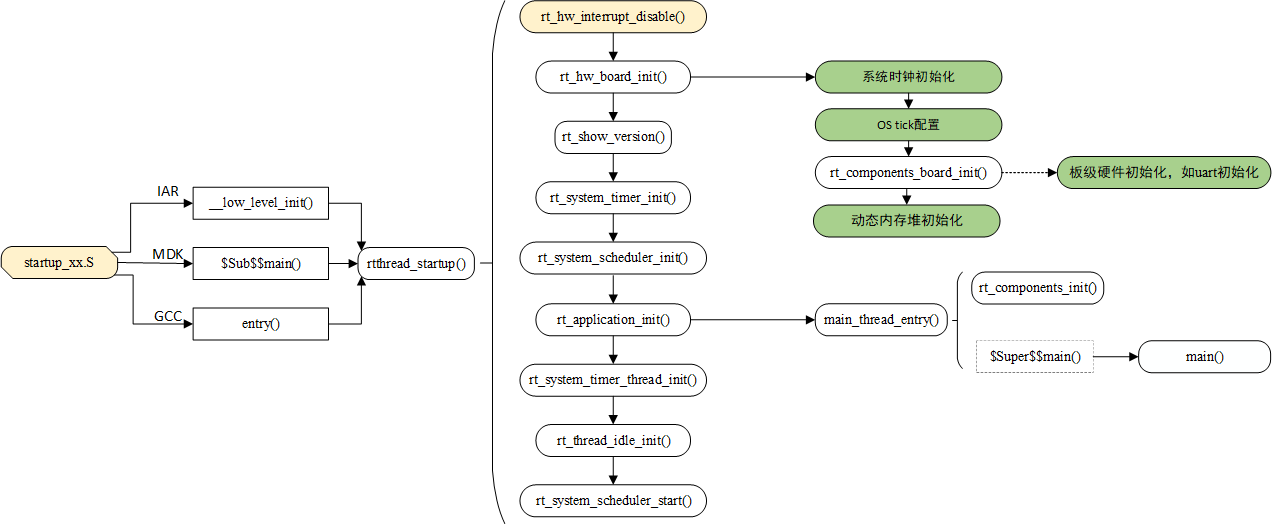 startup_xx.S
IAR
__low_level_init()
MDK
$Sub$$main()
GCC
entry()
rtthread_startup()
rt_hw_interrupt_disable()
rt_hw_board_init()
rt_show_version()
rt_system_timer_init()
rt_system_scheduler_init()
rt_application_init()
rt_system_timer_thread_init()
rt_thread_idle_init()
rt_system_scheduler_start()
系统时钟初始化
OS tick配置
rt_components_board_init()
板级硬件初始化，如uart初始化
动态内存堆初始化
main_thread_entry()
rt_components_init()
$Super$$main()
main()